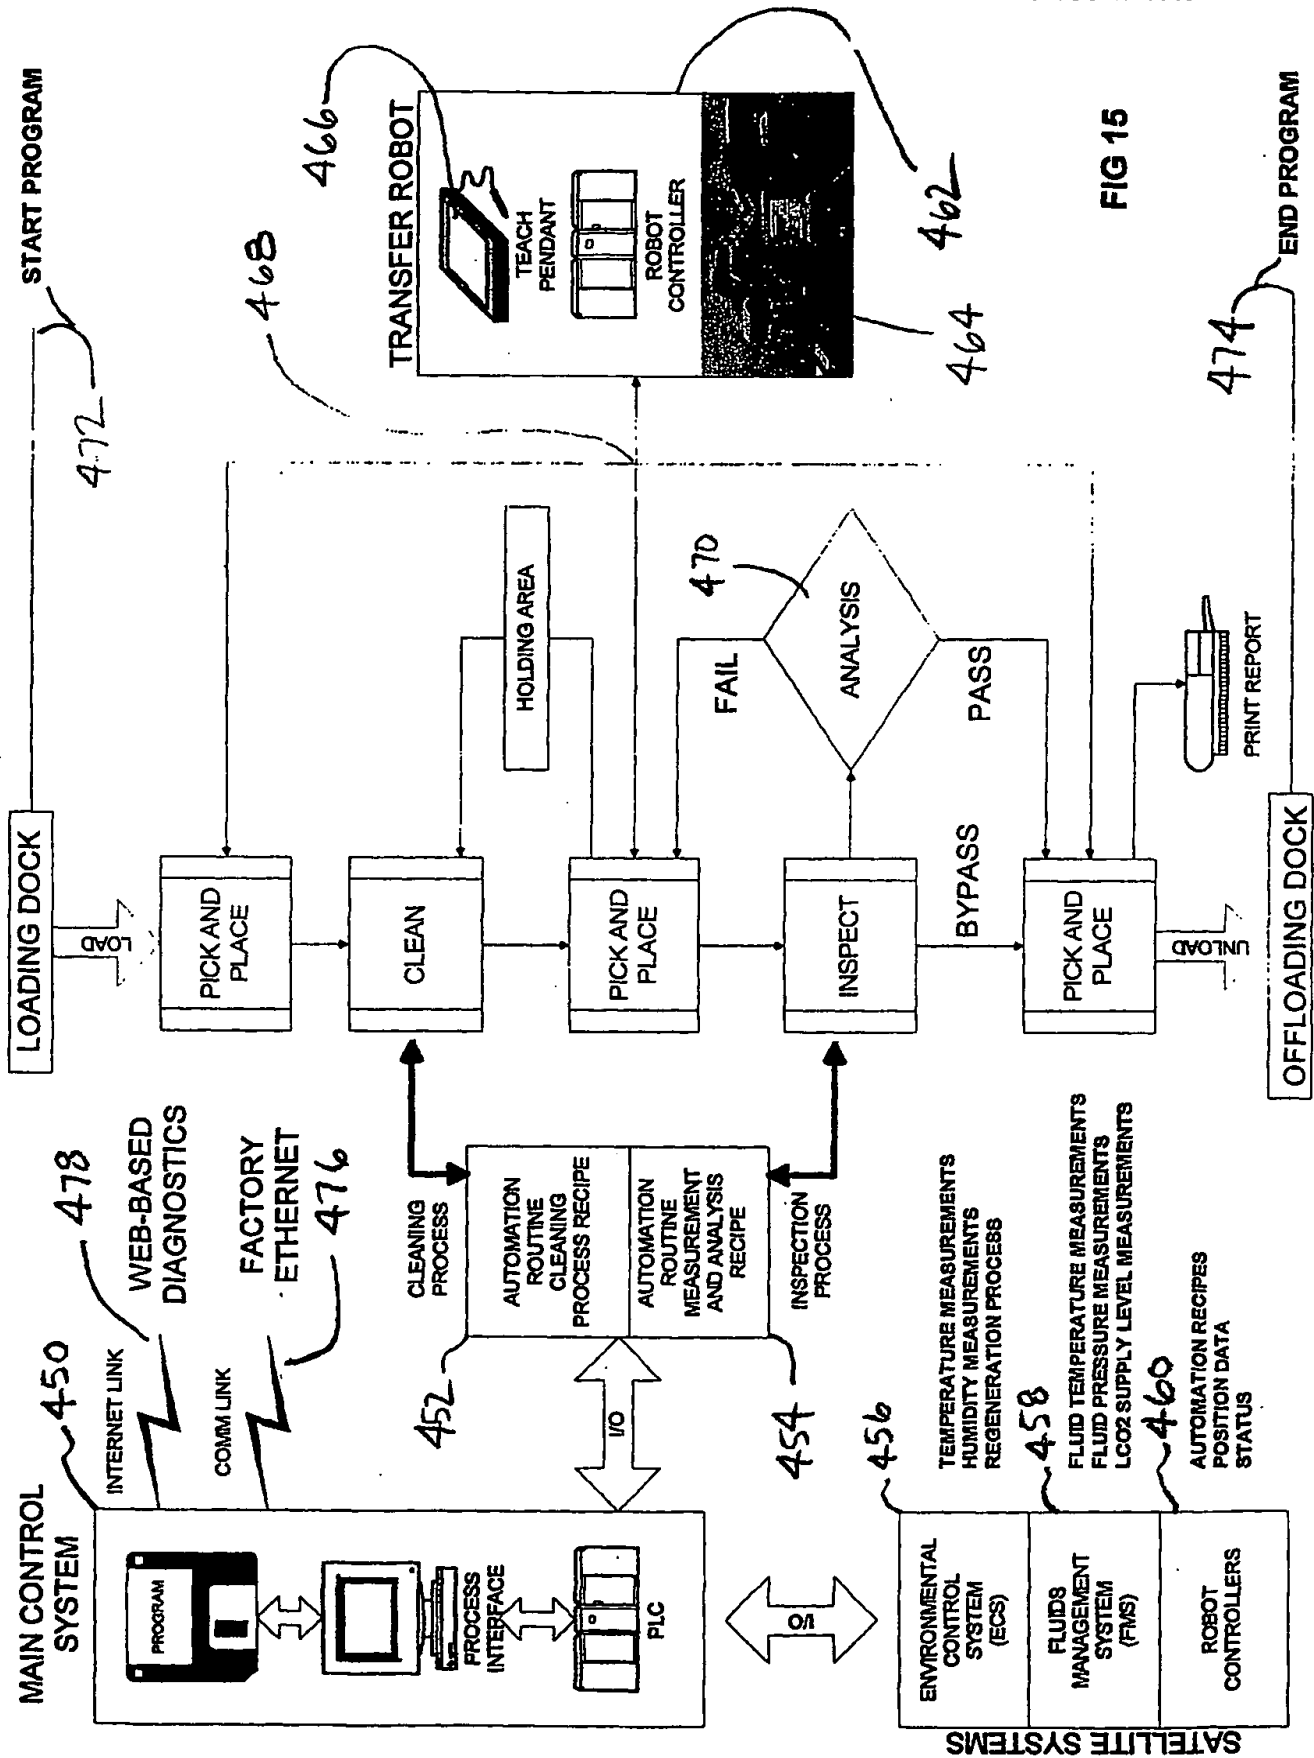 START PROGRAM
472
LOADING DOCK
LOAD
PICK AND
PLACE
CLEAN
HOLDING AREA
PICK AND
PLACE
INSPECT
ANALYSIS
470
FAIL
PASS
BYPASS
PICK AND
PLACE
UNLOAD
OFFLOADING DOCK
PRINT REPORT
474
END PROGRAM
468
466
TRANSFER ROBOT
TEACH
PENDANT
ROBOT
CONTROLLER
462
464
FIG 15
MAIN CONTROL
SYSTEM
450
PROGRAM
PROCESS
INTERFACE
PLC
INTERNET LINK
478
WEB-BASED
DIAGNOSTICS
COMM LINK
FACTORY
ETHERNET
476
I/O
452
CLEANING
PROCESS
AUTOMATION
ROUTINE
CLEANING
PROCESS RECIPE
AUTOMATION
ROUTINE
MEASUREMENT
AND ANALYSIS
RECIPE
INSPECTION
PROCESS
454
I/O
SATELLITE SYSTEMS
ENVIRONMENTAL
CONTROL
SYSTEM
(ECS)
456
TEMPERATURE MEASUREMENTS
HUMIDITY MEASUREMENTS
REGENERATION PROCESS
FLUIDS
MANAGEMENT
SYSTEM
(FMS)
458
FLUID TEMPERATURE MEASUREMENTS
FLUID PRESSURE MEASUREMENTS
LCO2 SUPPLY LEVEL MEASUREMENTS
ROBOT
CONTROLLERS
460
AUTOMATION RECIPES
POSITION DATA
STATUS